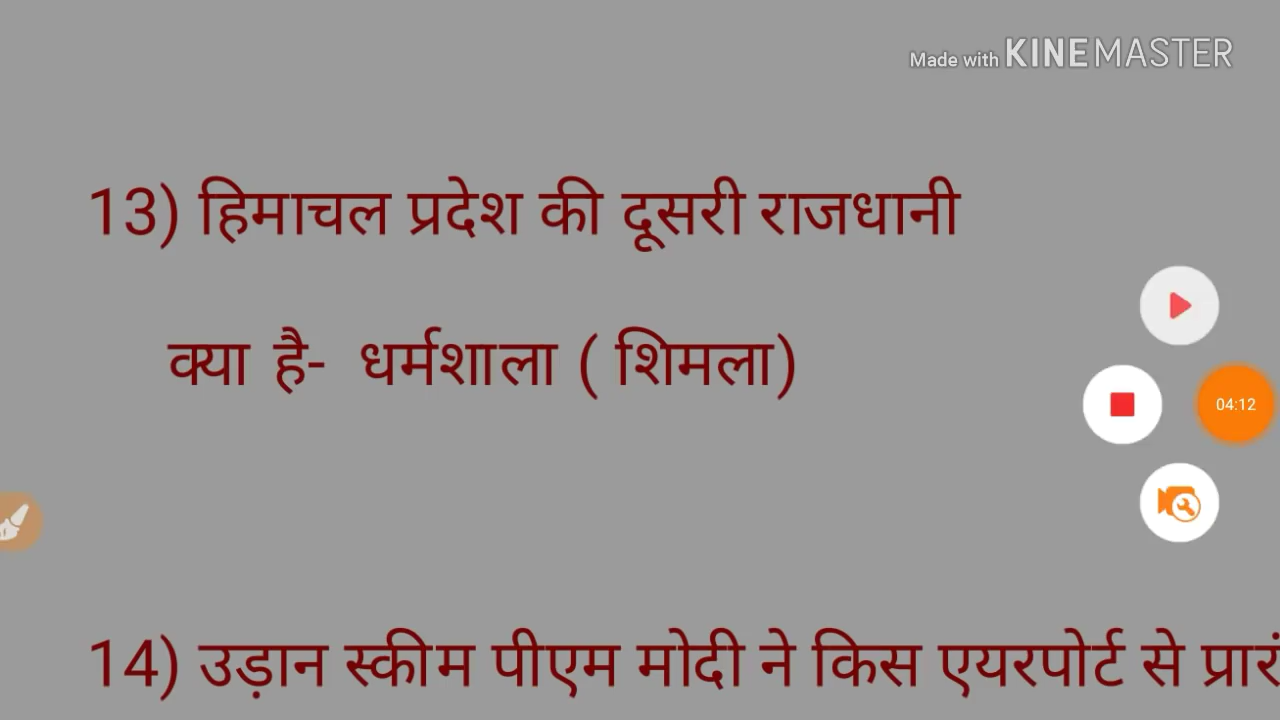 Made with KINEMASTER
13) हिमाचल प्रदेश की दूसरी राजधानी
क्या है- धर्मशाला ( शिमला)
04:12
14) उड़ान स्कीम पीएम मोदी ने किस एयरपोर्ट से